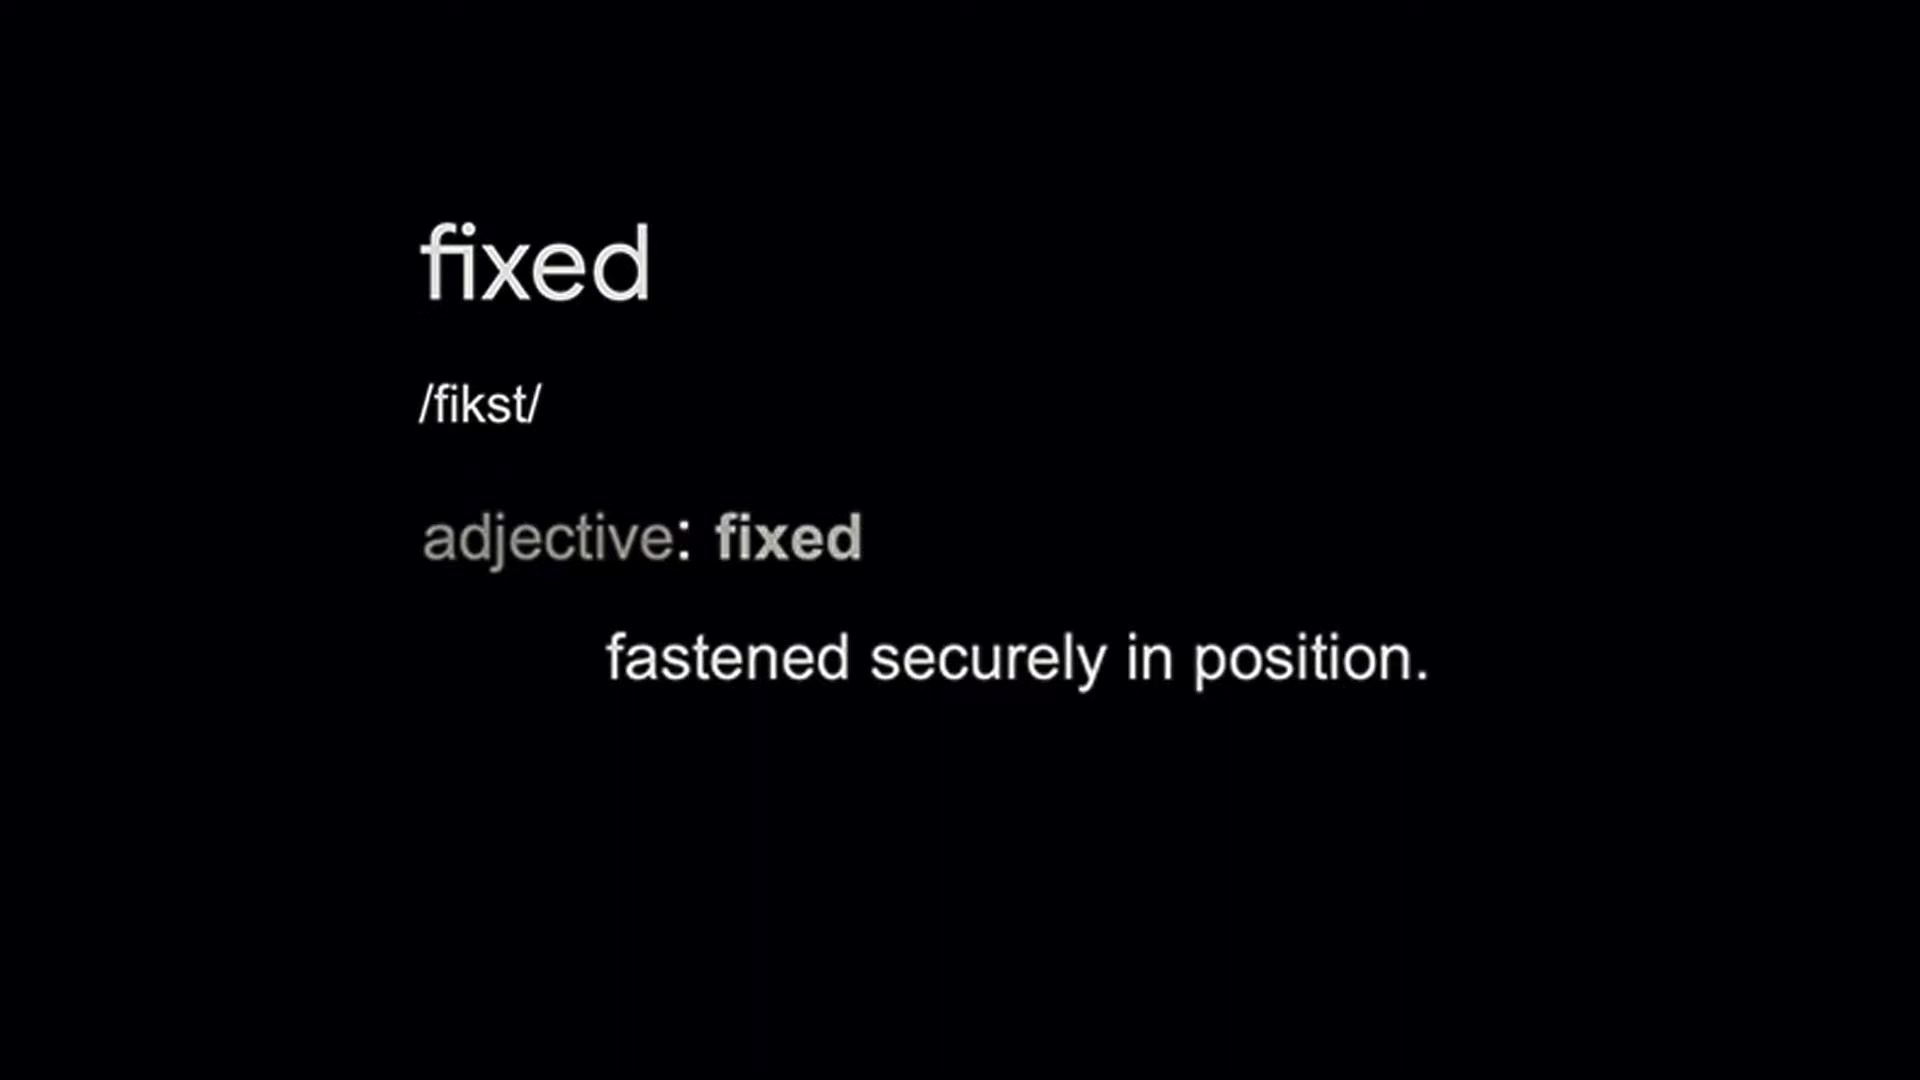 fixed
/fikst/
adjective: fixed
fastened securely in position.